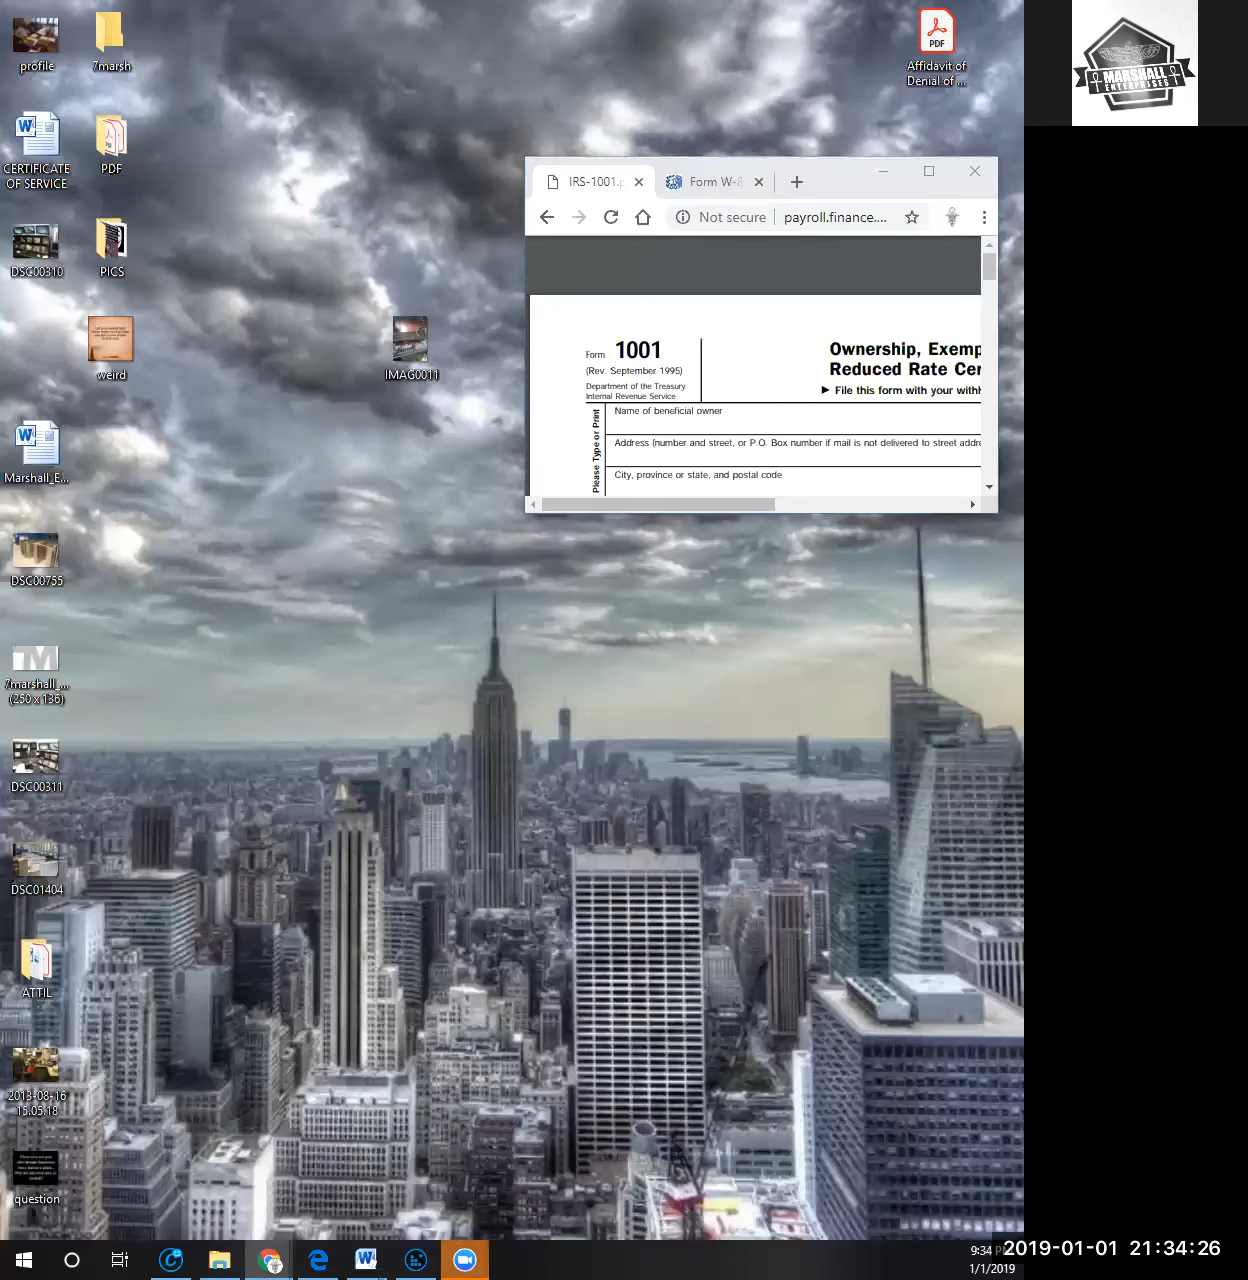 profile
7marsh
Affidavit of
Denial of ...
MARSHALL
ENTERPRISES
CERTIFICATE
OF SERVICE
PDF
DSC00310
PICS
weird
IMAG0011
Marshall_E...
DSC00755
7marshall_...
(250 x 136)
DSC00311
DSC01404
ATTIL
2013-08-16
15.05.18
question
IRS-1001.p
Form W-8
Not secure
payroll.finance....
Form 1001
(Rev. September 1995)
Department of the Treasury
Internal Revenue Service
Ownership, Exemp
Reduced Rate Cer
► File this form with your withh
Please Type or Print
Name of beneficial owner
Address (number and street, or P.O. Box number if mail is not delivered to street addre
City, province or state, and postal code
9:34 P
1/1/2019
2019-01-01 21:34:26